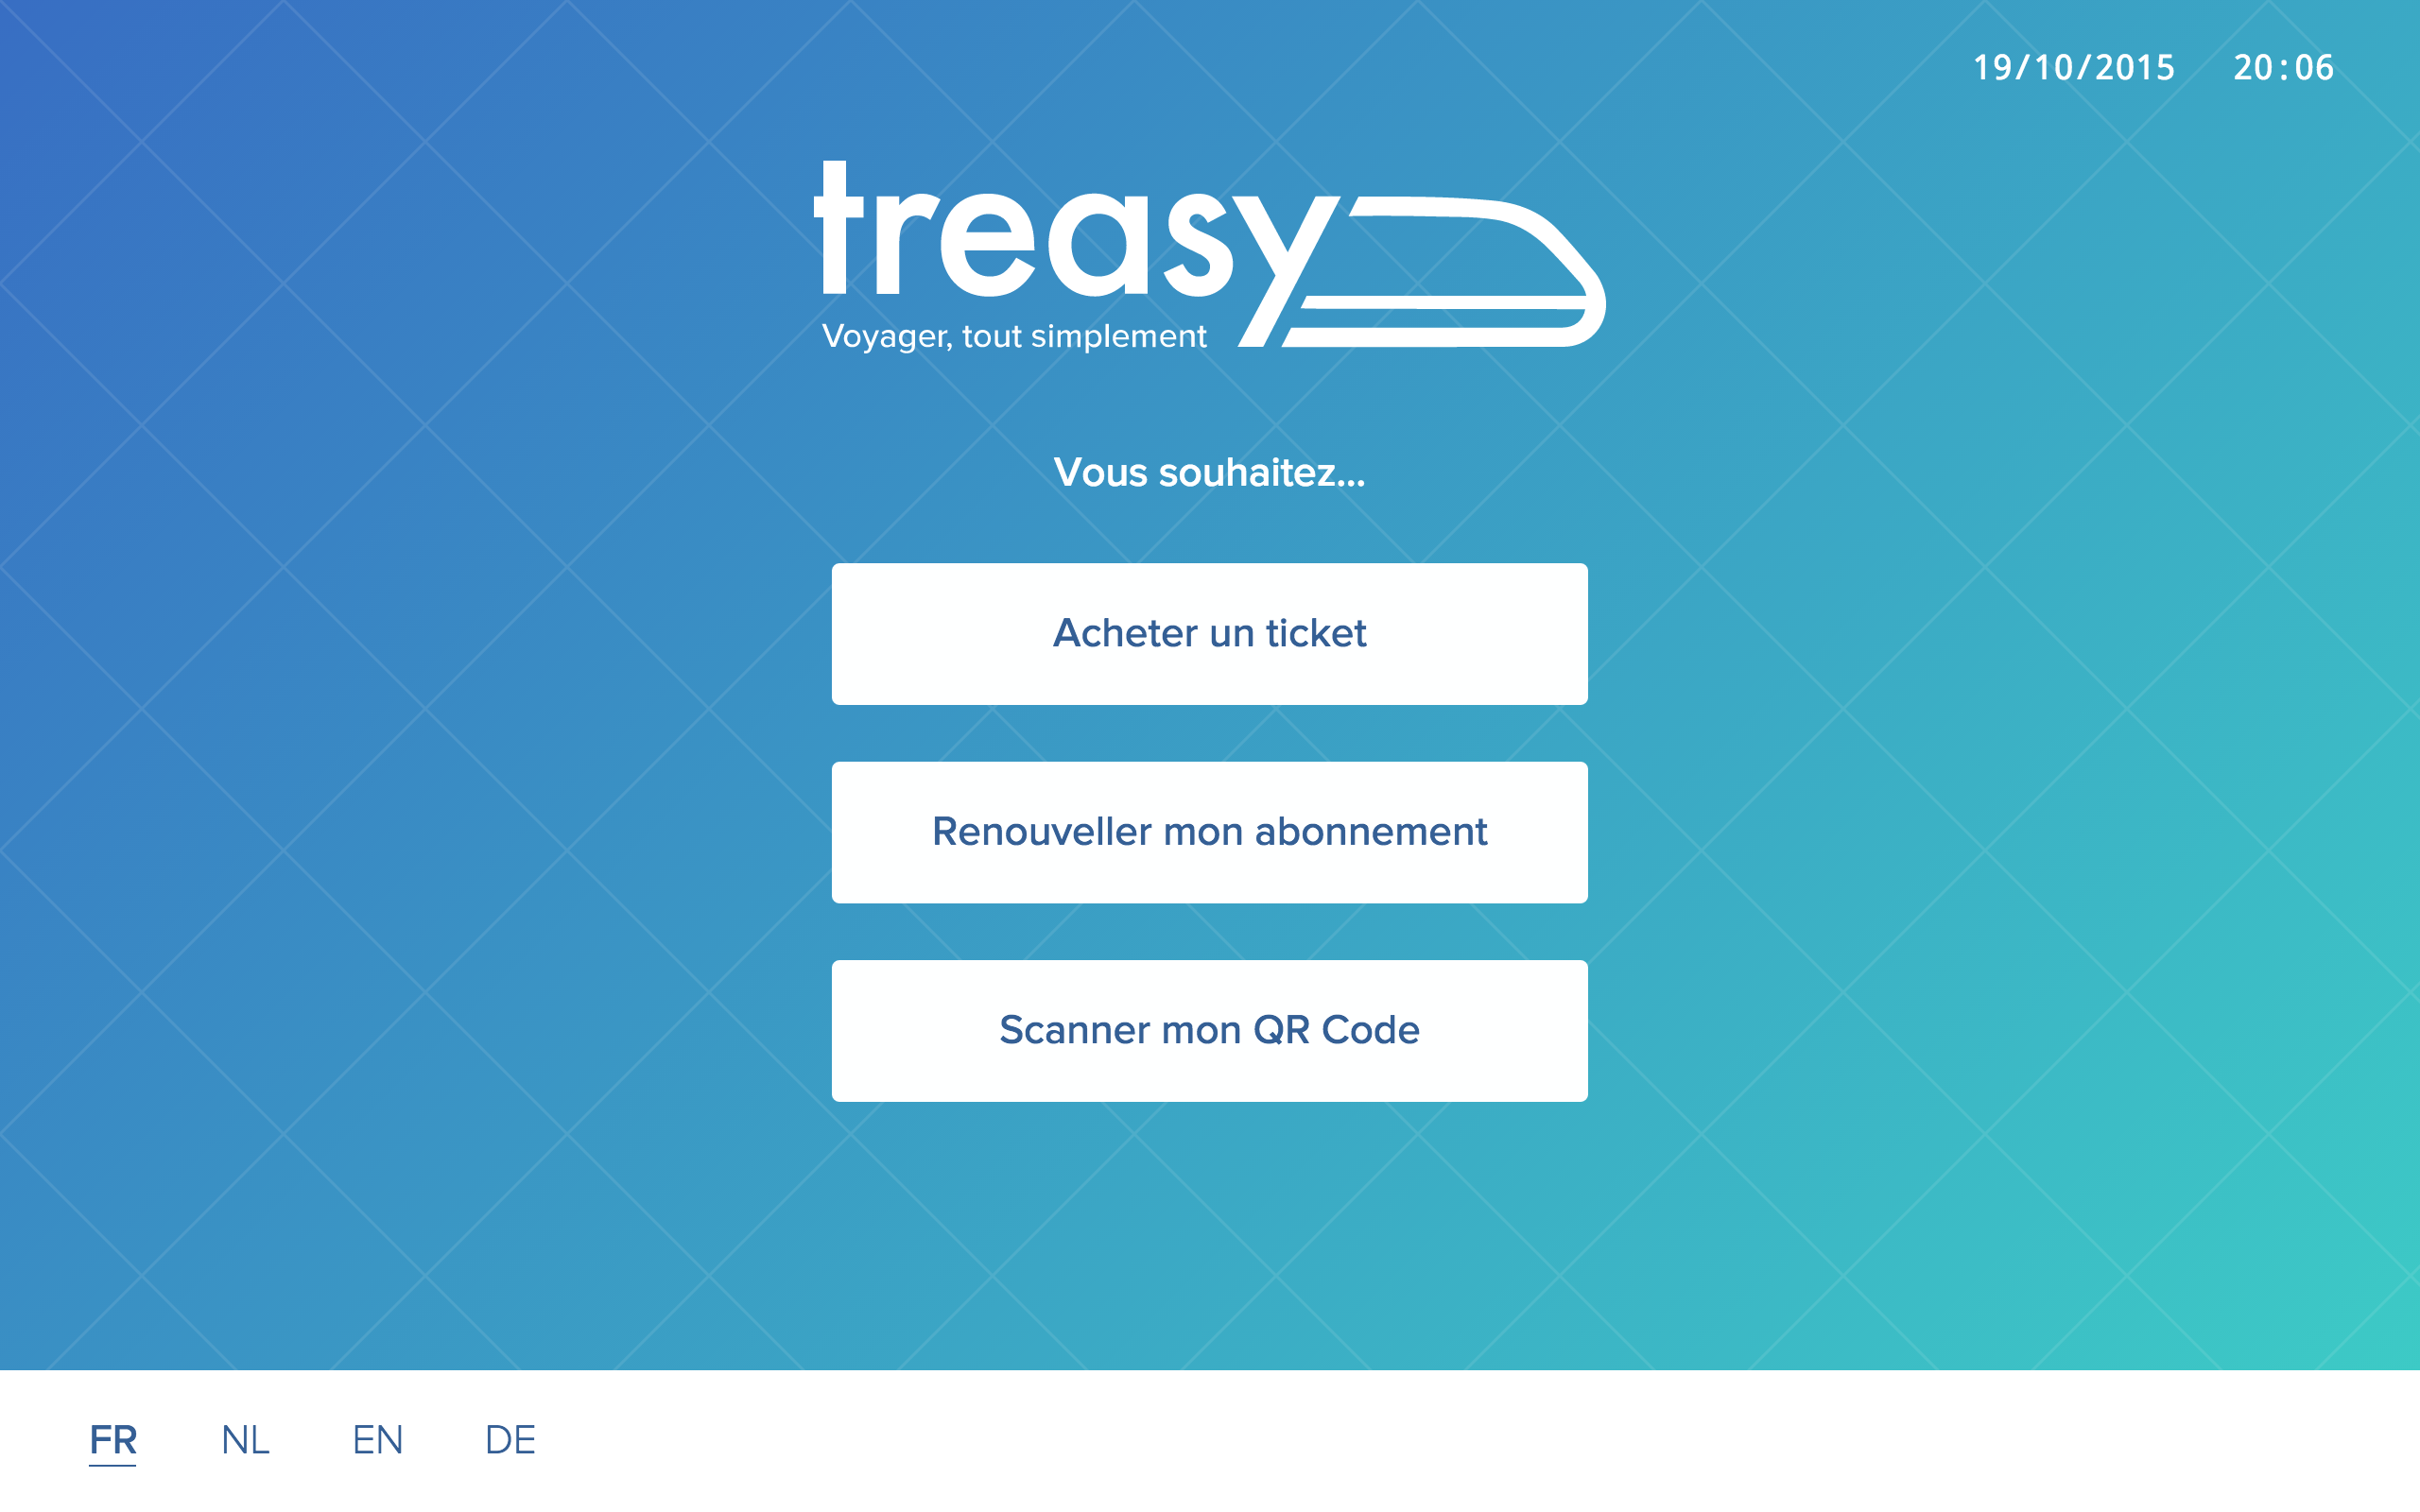 19/10/2015 20:06
treasy
Voyager, tout simplement
Vous souhaitez...
Acheter un ticket
Renouveller mon abonnement
Scanner mon QR Code
FR NL EN DE